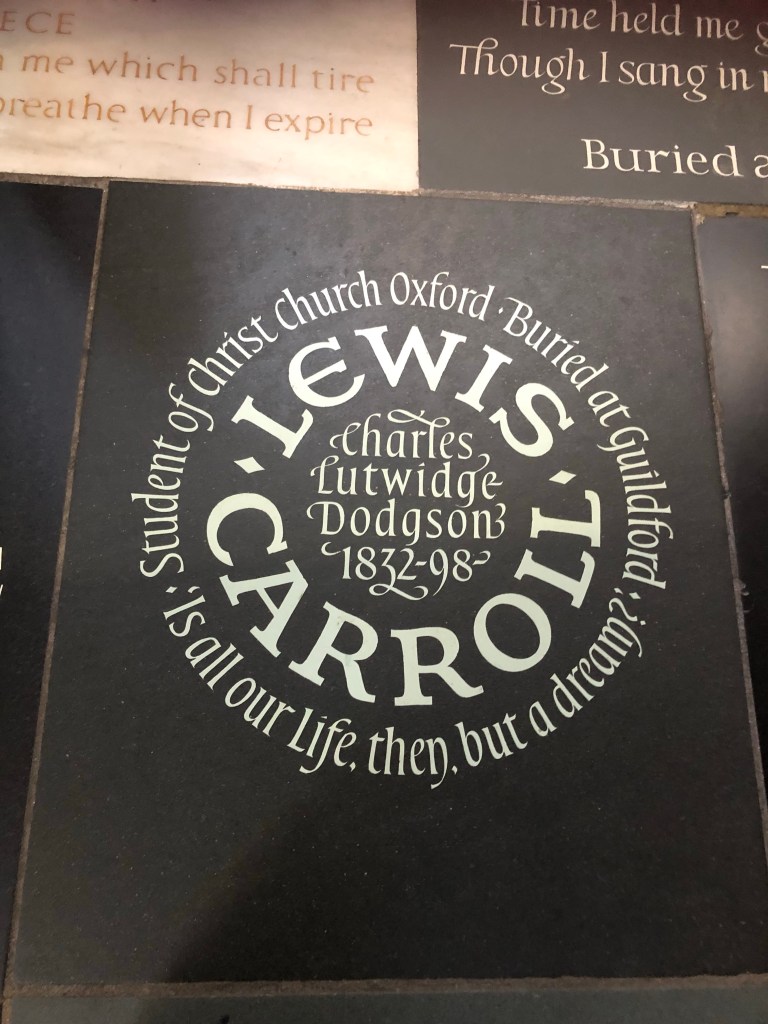 ECE
me which shall tire
breathe when I expire
Time held me
Though I sang in
Buried
Student of Christ Church Oxford · Buried at Guildford ·
'Is all our Life, then, but a dream?'
· LEWIS ·
CARROLL
Charles
Lutwidge
Dodgson
1832-98